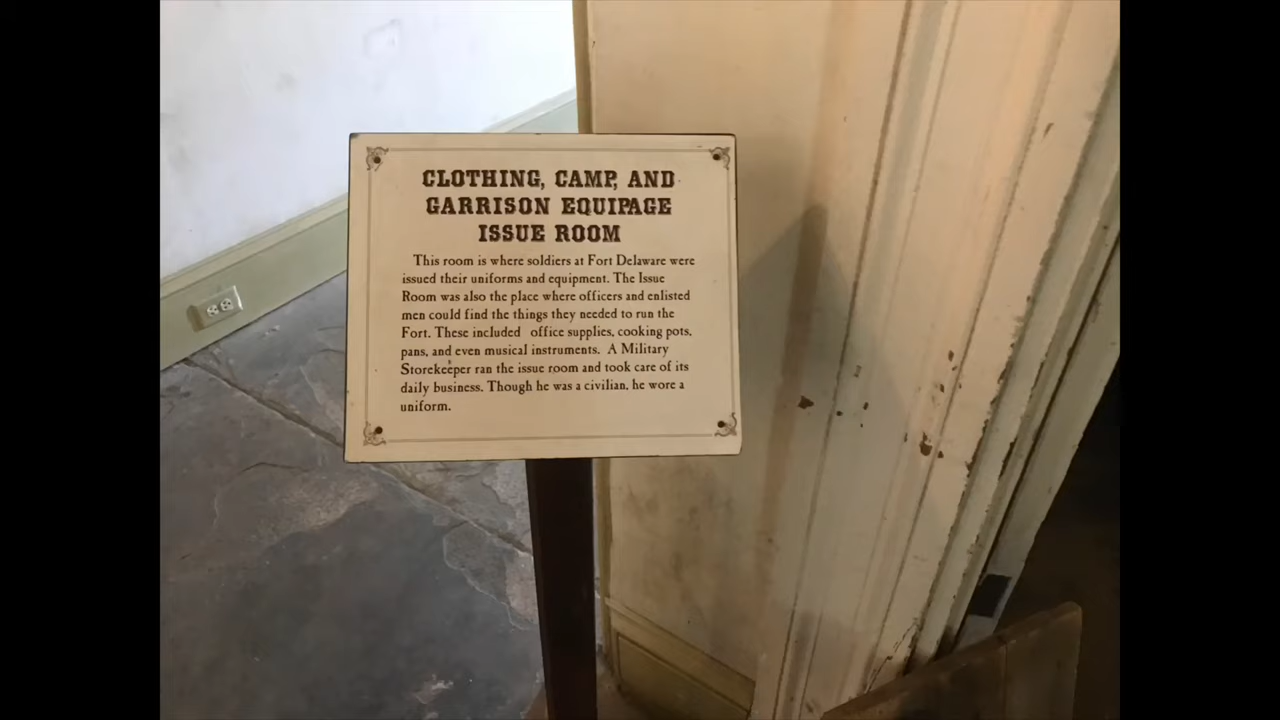 CLOTHING, CAMP, AND
GARRISON EQUIPAGE
ISSUE ROOM
This room is where soldiers at Fort Delaware were
issued their uniforms and equipment. The Issue
Room was also the place where officers and enlisted
men could find the things they needed to run the
Fort. These included office supplies, cooking pots,
pans, and even musical instruments. A Military
Storekeeper ran the issue room and took care of its
daily business. Though he was a civilian, he wore a
uniform.